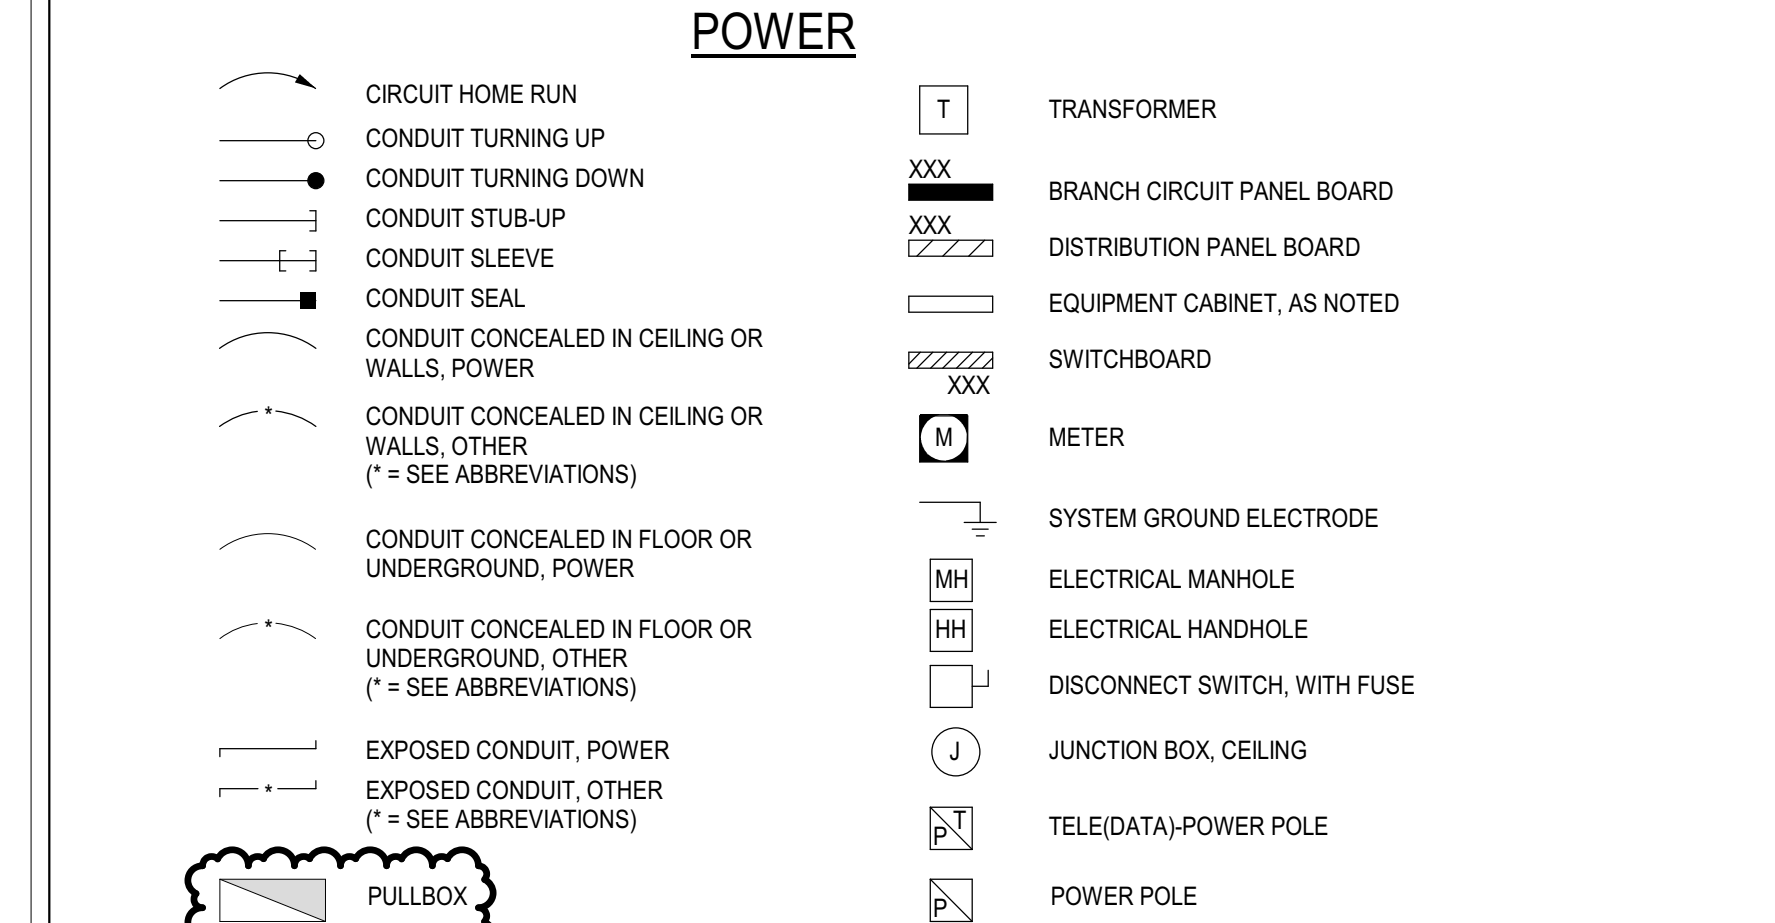 POWER
CIRCUIT HOME RUN
CONDUIT TURNING UP
CONDUIT TURNING DOWN
CONDUIT STUB-UP
CONDUIT SLEEVE
CONDUIT SEAL
CONDUIT CONCEALED IN CEILING OR
WALLS, POWER
*
CONDUIT CONCEALED IN CEILING OR
WALLS, OTHER
(* = SEE ABBREVIATIONS)
CONDUIT CONCEALED IN FLOOR OR
UNDERGROUND, POWER
*
CONDUIT CONCEALED IN FLOOR OR
UNDERGROUND, OTHER
(* = SEE ABBREVIATIONS)
EXPOSED CONDUIT, POWER
*
EXPOSED CONDUIT, OTHER
(* = SEE ABBREVIATIONS)
PULLBOX
T TRANSFORMER
XXX
BRANCH CIRCUIT PANEL BOARD
XXX
DISTRIBUTION PANEL BOARD
EQUIPMENT CABINET, AS NOTED
SWITCHBOARD
XXX
M METER
SYSTEM GROUND ELECTRODE
MH ELECTRICAL MANHOLE
HH ELECTRICAL HANDHOLE
DISCONNECT SWITCH, WITH FUSE
J JUNCTION BOX, CEILING
P T TELE(DATA)-POWER POLE
P POWER POLE